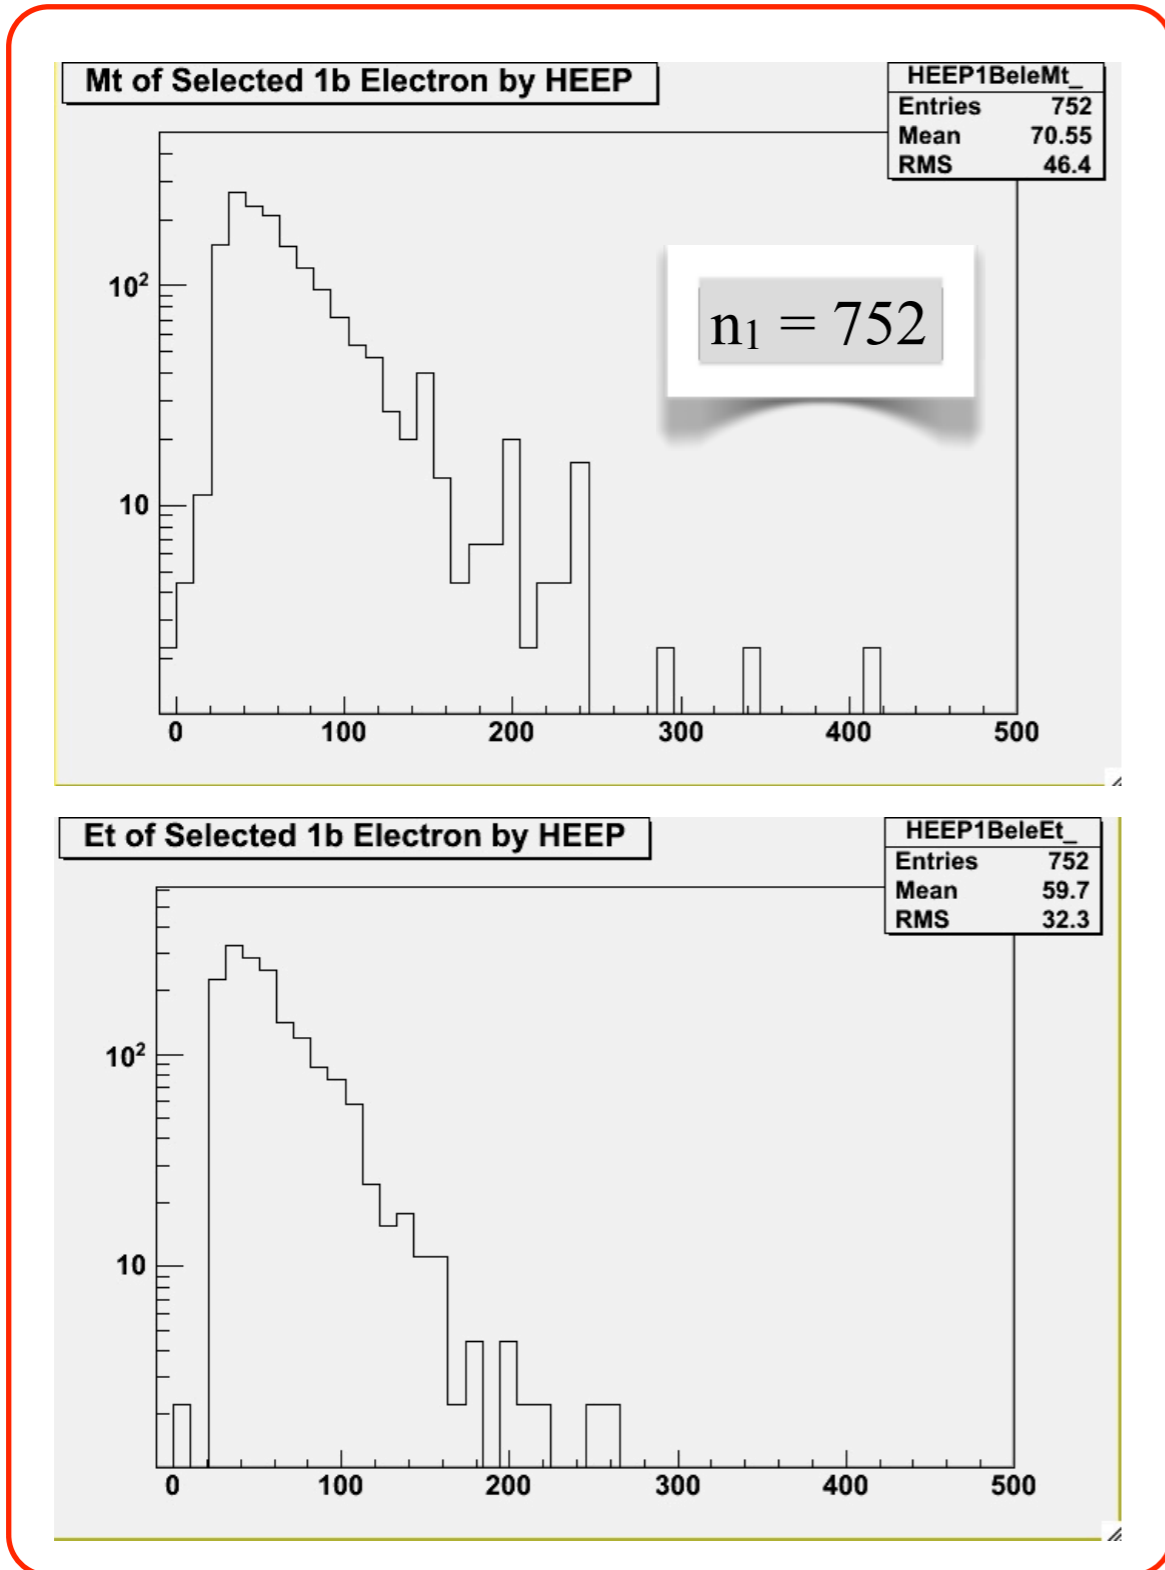 Mt of Selected 1b Electron by HEEP
HEEP1BeleMt_
Entries 752
Mean 70.55
RMS 46.4
n₁ = 752
10²
10
0 100 200 300 400 500
Et of Selected 1b Electron by HEEP
HEEP1BeleEt_
Entries 752
Mean 59.7
RMS 32.3
10²
10
0 100 200 300 400 500